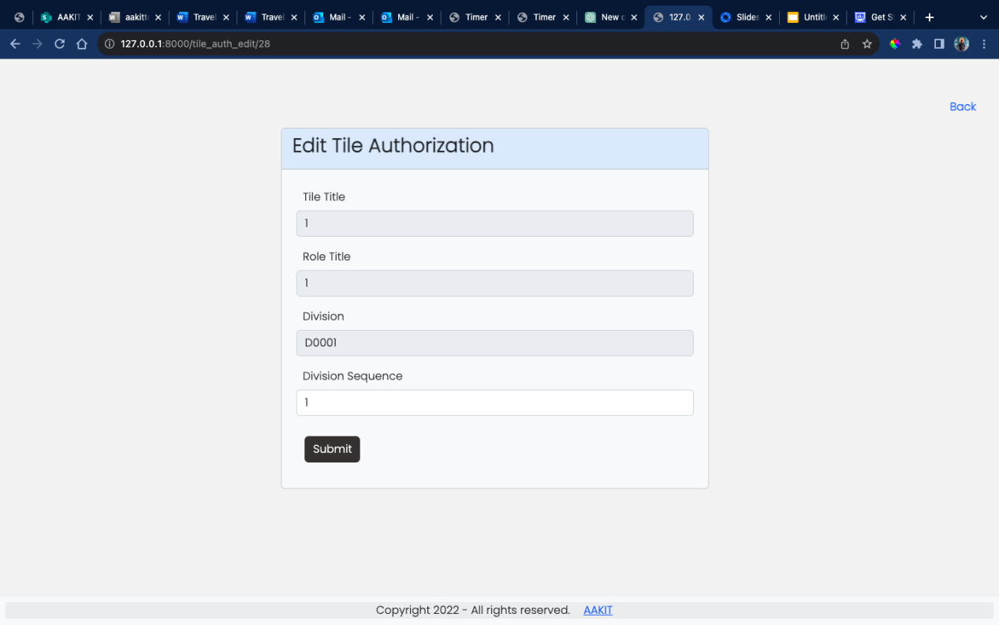 AAKIT
aakitt
Travel
Travel
Mail -
Mail -
Timer
Timer
New c
127.0.
Slides
Untitl
Get S
127.0.0.1:8000/tile_auth_edit/28
Back
Edit Tile Authorization
Tile Title
1
Role Title
1
Division
D0001
Division Sequence
1
Submit
Copyright 2022 - All rights reserved. AAKIT